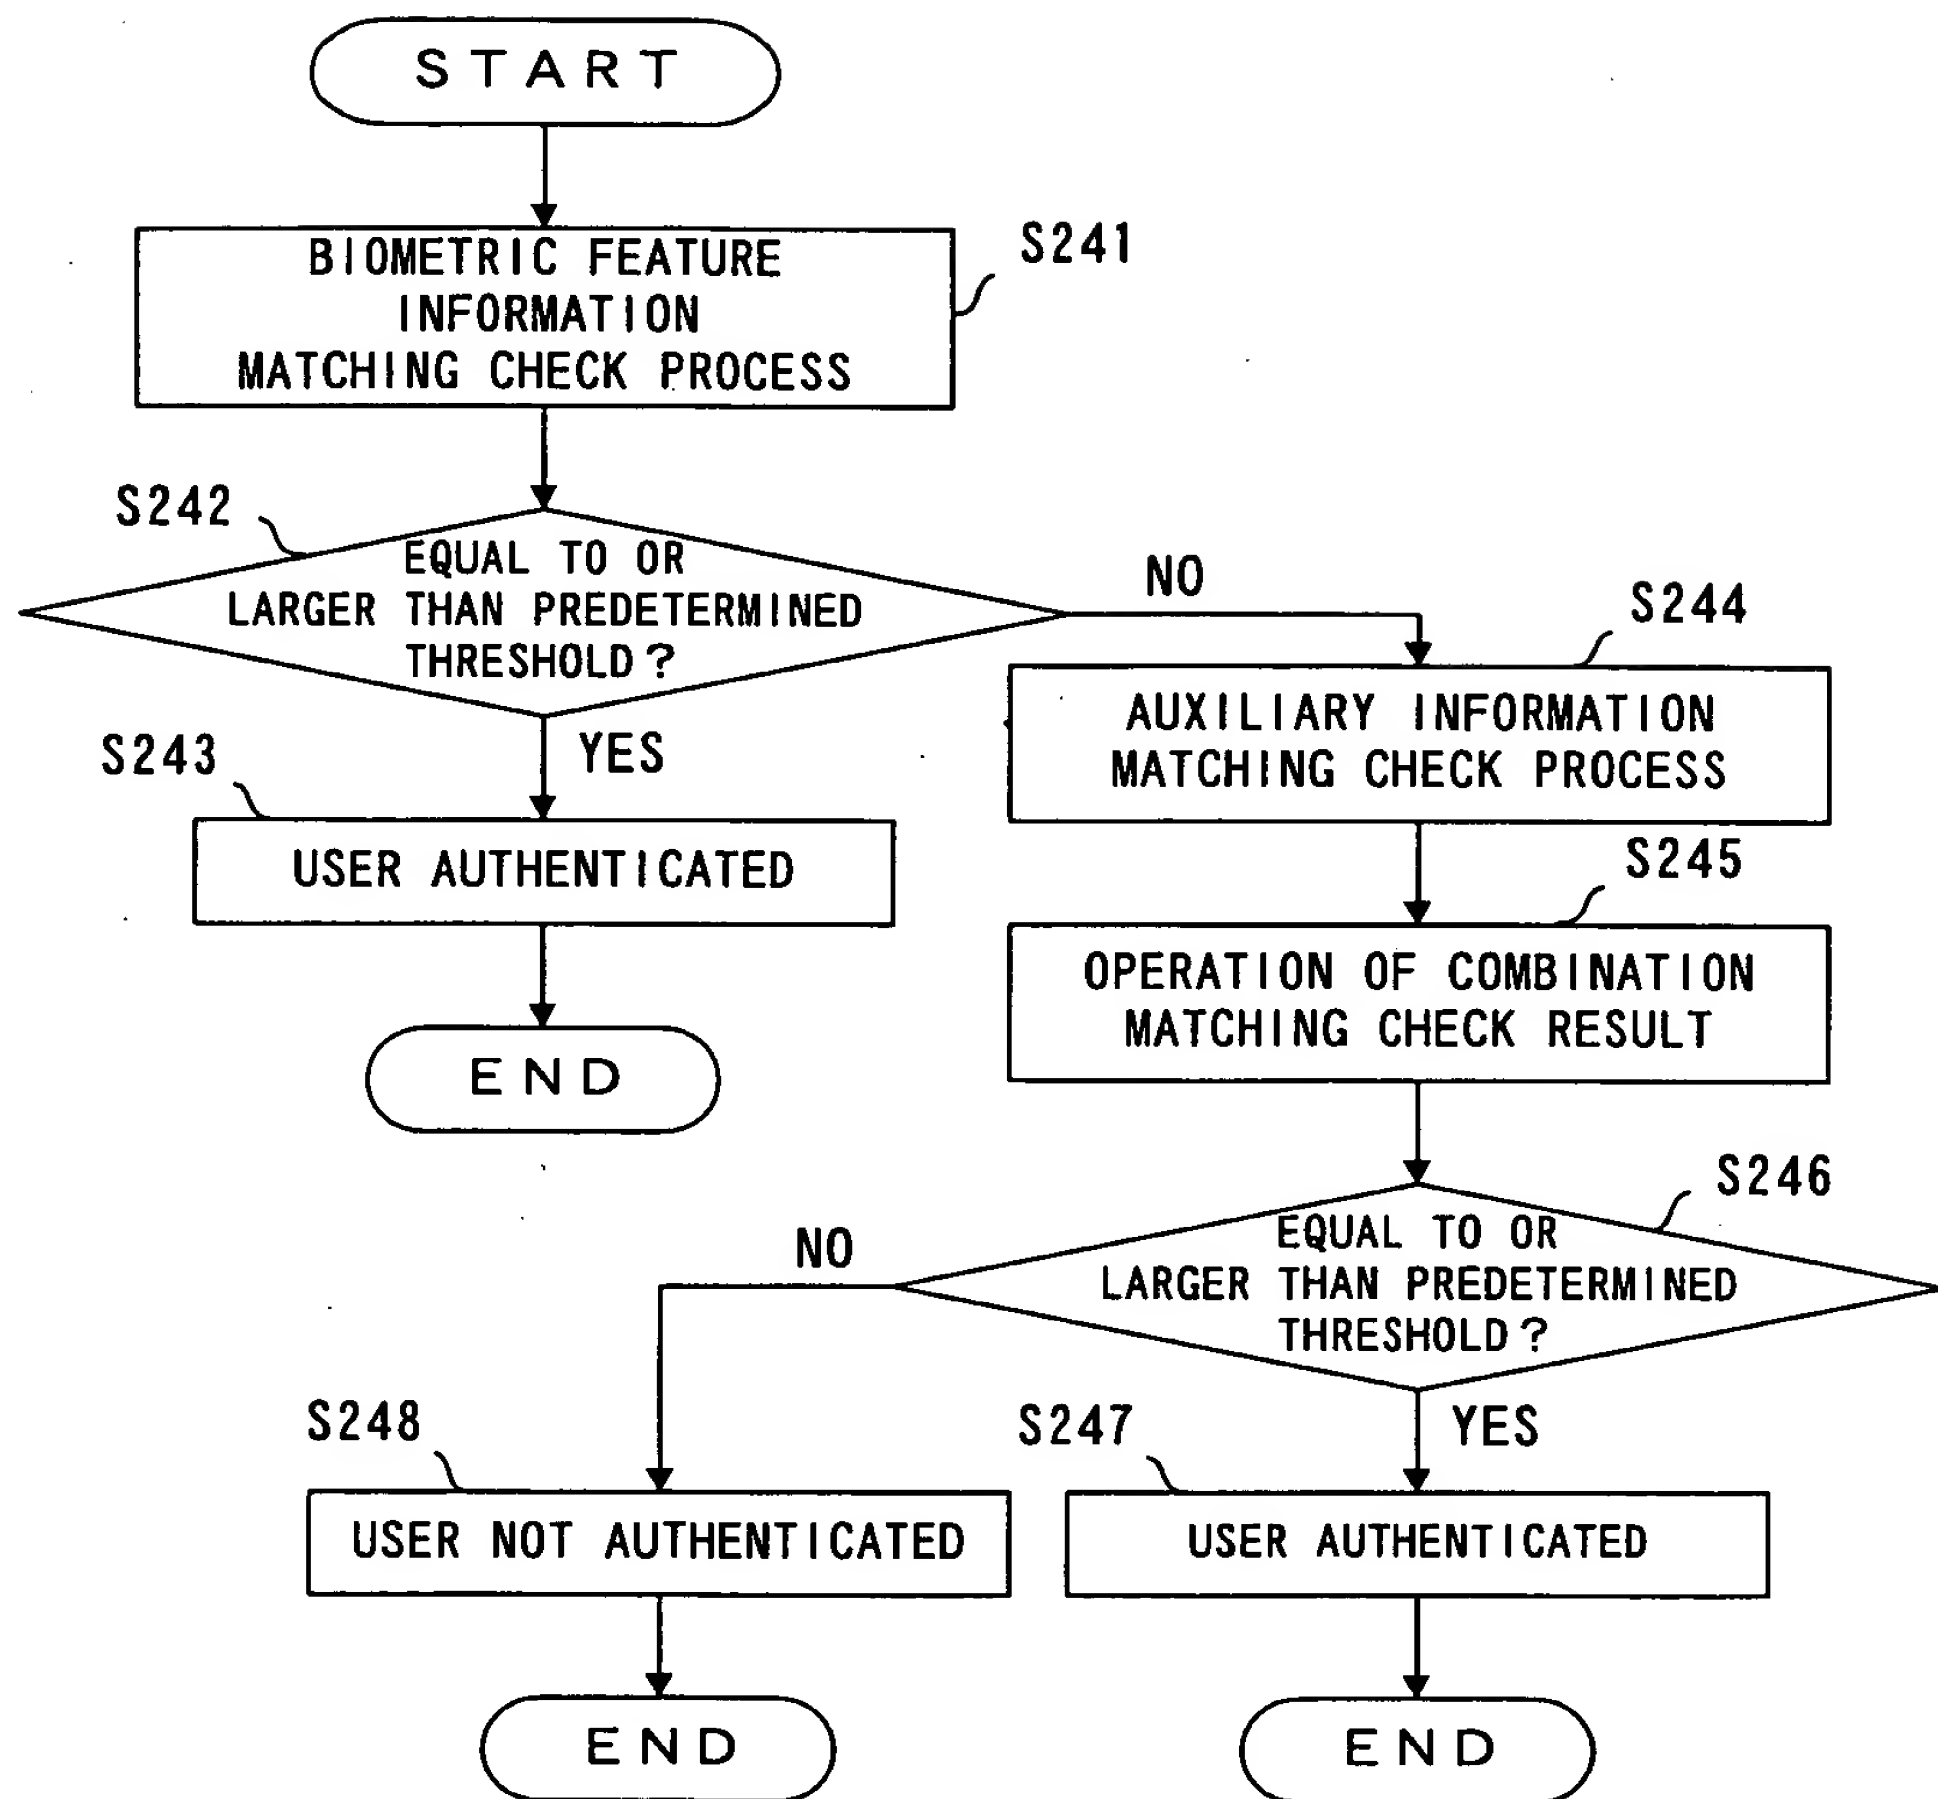 START
S241
BIOMETRIC FEATURE
INFORMATION
MATCHING CHECK PROCESS
S242
EQUAL TO OR
LARGER THAN PREDETERMINED
THRESHOLD?
NO
YES
S243
USER AUTHENTICATED
END
S244
AUXILIARY INFORMATION
MATCHING CHECK PROCESS
S245
OPERATION OF COMBINATION
MATCHING CHECK RESULT
S246
EQUAL TO OR
LARGER THAN PREDETERMINED
THRESHOLD?
NO
YES
S248
USER NOT AUTHENTICATED
END
S247
USER AUTHENTICATED
END